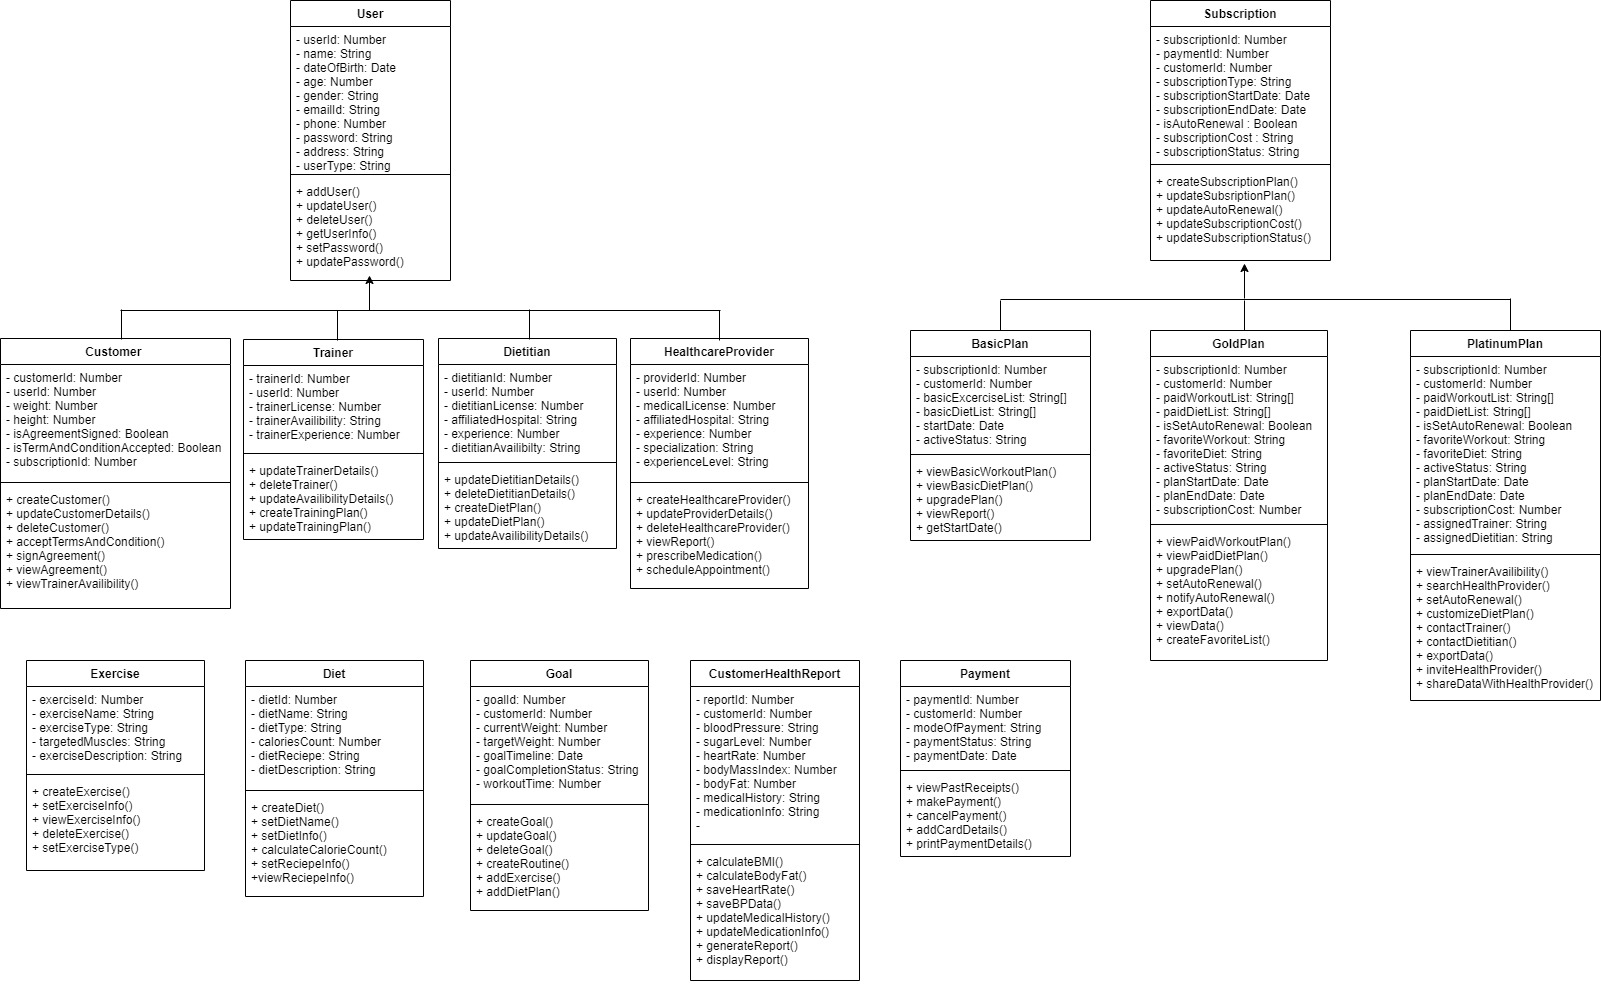 User
- userId: Number
- name: String
- dateOfBirth: Date
- age: Number
- gender: String
- emailId: String
- phone: Number
- password: String
- address: String
- userType: String
+ addUser()
+ updateUser()
+ deleteUser()
+ getUserInfo()
+ setPassword()
+ updatePassword()
Subscription
- subscriptionId: Number
- paymentId: Number
- customerId: Number
- subscriptionType: String
- subscriptionStartDate: Date
- subscriptionEndDate: Date
- isAutoRenewal : Boolean
- subscriptionCost : String
- subscriptionStatus: String
+ createSubscriptionPlan()
+ updateSubsriptionPlan()
+ updateAutoRenewal()
+ updateSubscriptionCost()
+ updateSubscriptionStatus()
Customer
- customerId: Number
- userId: Number
- weight: Number
- height: Number
- isAgreementSigned: Boolean
- isTermAndConditionAccepted: Boolean
- subscriptionId: Number
+ createCustomer()
+ updateCustomerDetails()
+ deleteCustomer()
+ acceptTermsAndCondition()
+ signAgreement()
+ viewAgreement()
+ viewTrainerAvailibility()
Trainer
- trainerId: Number
- userId: Number
- trainerLicense: Number
- trainerAvailibility: String
- trainerExperience: Number
+ updateTrainerDetails()
+ deleteTrainer()
+ updateAvailibilityDetails()
+ createTrainingPlan()
+ updateTrainingPlan()
Dietitian
- dietitianId: Number
- userId: Number
- dietitianLicense: Number
- affiliatedHospital: String
- experience: Number
- dietitianAvailibilty: String
+ updateDietitianDetails()
+ deleteDietitianDetails()
+ createDietPlan()
+ updateDietPlan()
+ updateAvailibilityDetails()
HealthcareProvider
- providerId: Number
- userId: Number
- medicalLicense: Number
- affiliatedHospital: String
- experience: Number
- specialization: String
- experienceLevel: String
+ createHealthcareProvider()
+ updateProviderDetails()
+ deleteHealthcareProvider()
+ viewReport()
+ prescribeMedication()
+ scheduleAppointment()
BasicPlan
- subscriptionId: Number
- customerId: Number
- basicExcerciseList: String[]
- basicDietList: String[]
- startDate: Date
- activeStatus: String
+ viewBasicWorkoutPlan()
+ viewBasicDietPlan()
+ upgradePlan()
+ viewReport()
+ getStartDate()
GoldPlan
- subscriptionId: Number
- customerId: Number
- paidWorkoutList: String[]
- paidDietList: String[]
- isSetAutoRenewal: Boolean
- favoriteWorkout: String
- favoriteDiet: String
- activeStatus: String
- planStartDate: Date
- planEndDate: Date
- subscriptionCost: Number
+ viewPaidWorkoutPlan()
+ viewPaidDietPlan()
+ upgradePlan()
+ setAutoRenewal()
+ notifyAutoRenewal()
+ exportData()
+ viewData()
+ createFavoriteList()
PlatinumPlan
- subscriptionId: Number
- customerId: Number
- paidWorkoutList: String[]
- paidDietList: String[]
- isSetAutoRenewal: Boolean
- favoriteWorkout: String
- favoriteDiet: String
- activeStatus: String
- planStartDate: Date
- planEndDate: Date
- subscriptionCost: Number
- assignedTrainer: String
- assignedDietitian: String
+ viewTrainerAvailibility()
+ searchHealthProvider()
+ setAutoRenewal()
+ customizeDietPlan()
+ contactTrainer()
+ contactDietitian()
+ exportData()
+ inviteHealthProvider()
+ shareDataWithHealthProvider()
Exercise
- exerciseId: Number
- exerciseName: String
- exerciseType: String
- targetedMuscles: String
- exerciseDescription: String
+ createExercise()
+ setExerciseInfo()
+ viewExerciseInfo()
+ deleteExercise()
+ setExerciseType()
Diet
- dietId: Number
- dietName: String
- dietType: String
- caloriesCount: Number
- dietReciepe: String
- dietDescription: String
+ createDiet()
+ setDietName()
+ setDietInfo()
+ calculateCalorieCount()
+ setReciepeInfo()
+viewReciepeInfo()
Goal
- goalId: Number
- customerId: Number
- currentWeight: Number
- targetWeight: Number
- goalTimeline: Date
- goalCompletionStatus: String
- workoutTime: Number
+ createGoal()
+ updateGoal()
+ deleteGoal()
+ createRoutine()
+ addExercise()
+ addDietPlan()
CustomerHealthReport
- reportId: Number
- customerId: Number
- bloodPressure: String
- sugarLevel: Number
- heartRate: Number
- bodyMassIndex: Number
- bodyFat: Number
- medicalHistory: String
- medicationInfo: String
-
+ calculateBMI()
+ calculateBodyFat()
+ saveHeartRate()
+ saveBPData()
+ updateMedicalHistory()
+ updateMedicationInfo()
+ generateReport()
+ displayReport()
Payment
- paymentId: Number
- customerId: Number
- modeOfPayment: String
- paymentStatus: String
- paymentDate: Date
+ viewPastReceipts()
+ makePayment()
+ cancelPayment()
+ addCardDetails()
+ printPaymentDetails()